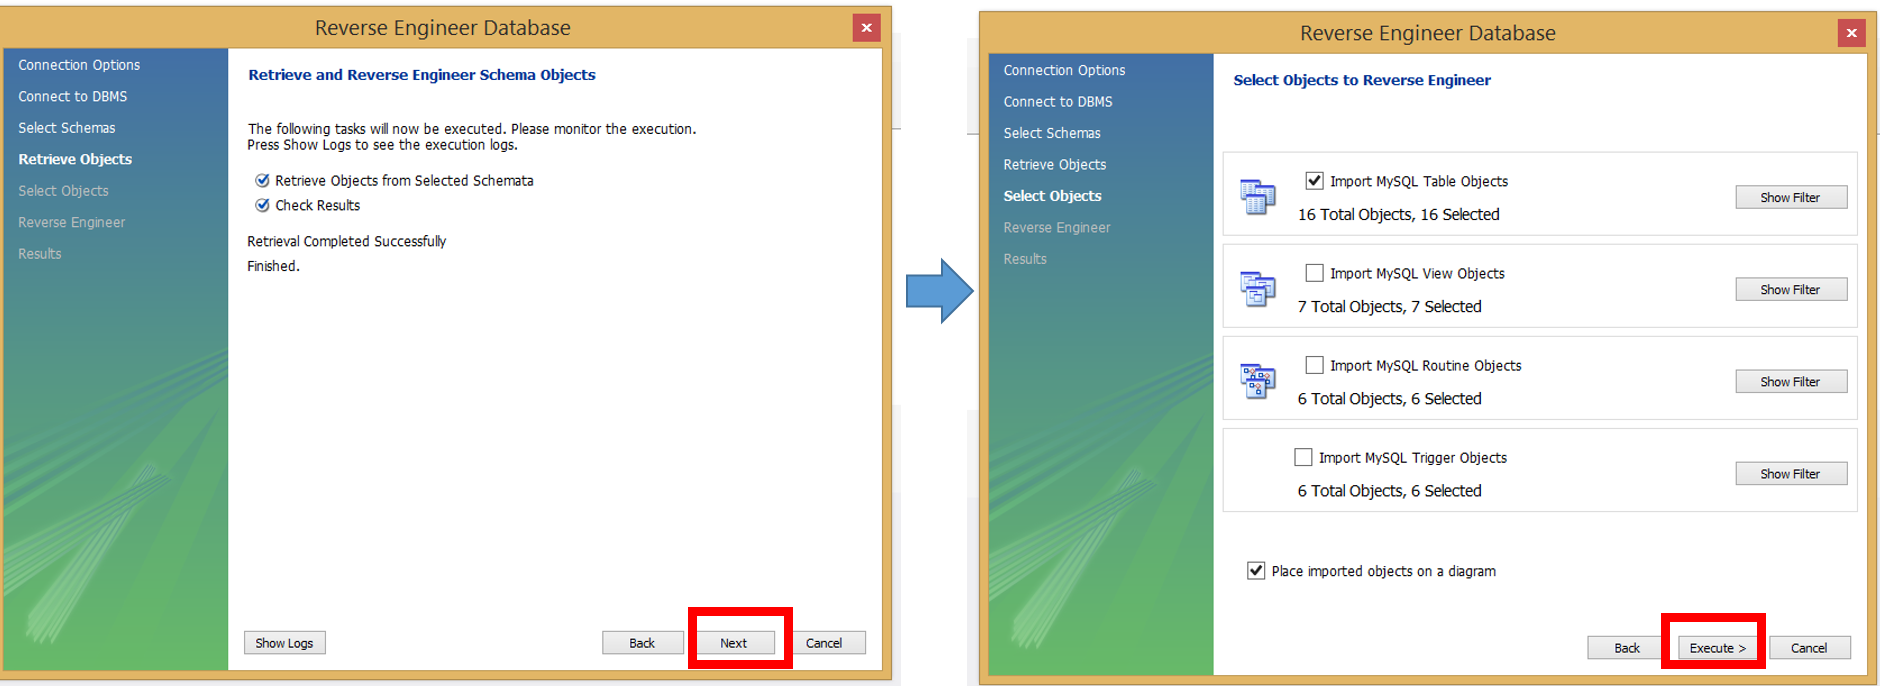 Reverse Engineer Database
Connection Options
Connect to DBMS
Select Schemas
Retrieve Objects
Select Objects
Reverse Engineer
Results
Retrieve and Reverse Engineer Schema Objects
The following tasks will now be executed. Please monitor the execution.
Press Show Logs to see the execution logs.
Retrieve Objects from Selected Schemata
Check Results
Retrieval Completed Successfully
Finished.
Show Logs
Back
Next
Cancel
Reverse Engineer Database
Connection Options
Connect to DBMS
Select Schemas
Retrieve Objects
Select Objects
Reverse Engineer
Results
Select Objects to Reverse Engineer
Import MySQL Table Objects
16 Total Objects, 16 Selected
Show Filter
Import MySQL View Objects
7 Total Objects, 7 Selected
Show Filter
Import MySQL Routine Objects
6 Total Objects, 6 Selected
Show Filter
Import MySQL Trigger Objects
6 Total Objects, 6 Selected
Show Filter
Place imported objects on a diagram
Back
Execute >
Cancel